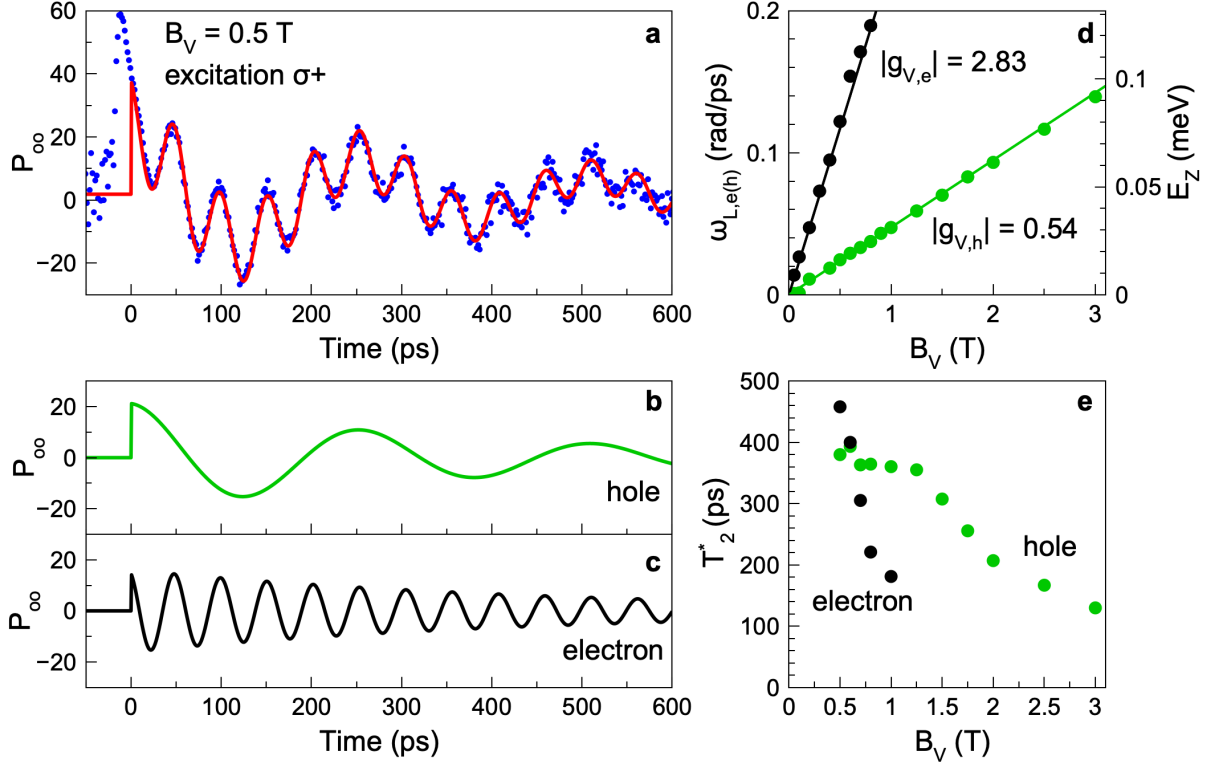 a
B_V = 0.5 T
excitation σ+
P_oo
60
40
20
0
−20
0
100
200
300
400
500
600
Time (ps)
b
P_oo
20
0
−20
hole
c
P_oo
20
0
−20
electron
0
100
200
300
400
500
600
Time (ps)
d
ω_L,e(h) (rad/ps)
0.2
0.1
0
|g_V,e| = 2.83
|g_V,h| = 0.54
E_Z (meV)
0.1
0.05
0
0
1
2
3
B_V (T)
e
T*_2 (ps)
500
400
300
200
100
0
electron
hole
0
0.5
1
1.5
2
2.5
3
B_V (T)